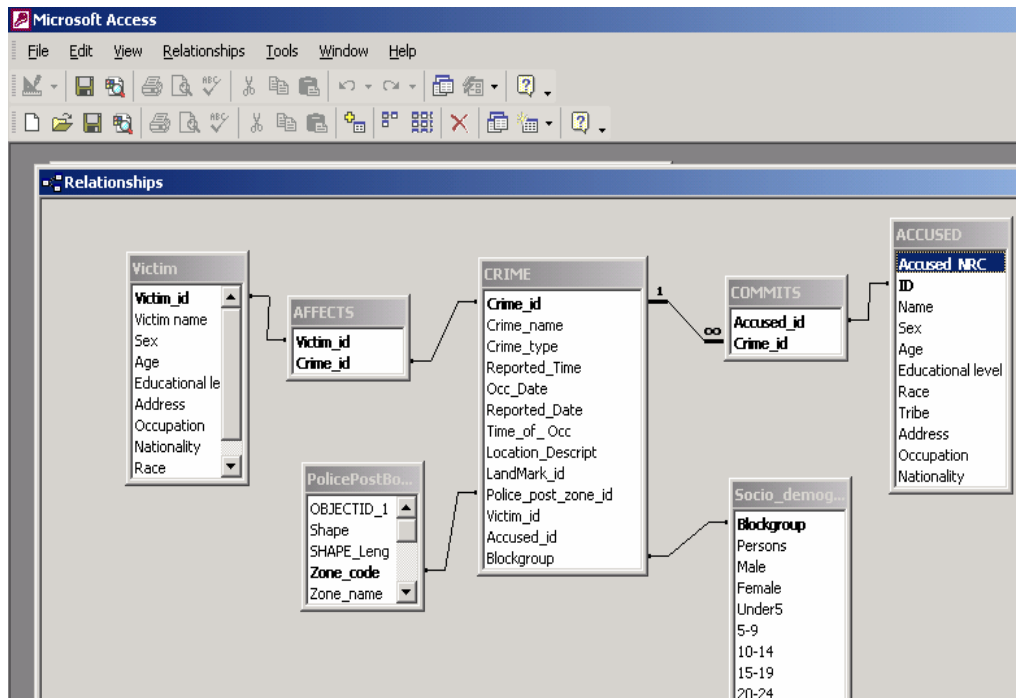 Microsoft Access
File Edit View Relationships Tools Window Help
Relationships
Victim
Victim_id
Victim name
Sex
Age
Educational le
Address
Occupation
Nationality
Race
AFFECTS
Victim_id
Crime_id
PolicePostBo...
OBJECTID_1
Shape
SHAPE_Leng
Zone_code
Zone_name
CRIME
Crime_id
Crime_name
Crime_type
Reported_Time
Occ_Date
Reported_Date
Time_of_ Occ
Location_Descript
LandMark_id
Police_post_zone_id
Victim_id
Accused_id
Blockgroup
1
∞
COMMITS
Accused_id
Crime_id
Socio_demog...
Blockgroup
Persons
Male
Female
Under5
5-9
10-14
15-19
20-24
ACCUSED
Accused_NRC
ID
Name
Sex
Age
Educational level
Race
Tribe
Address
Occupation
Nationality